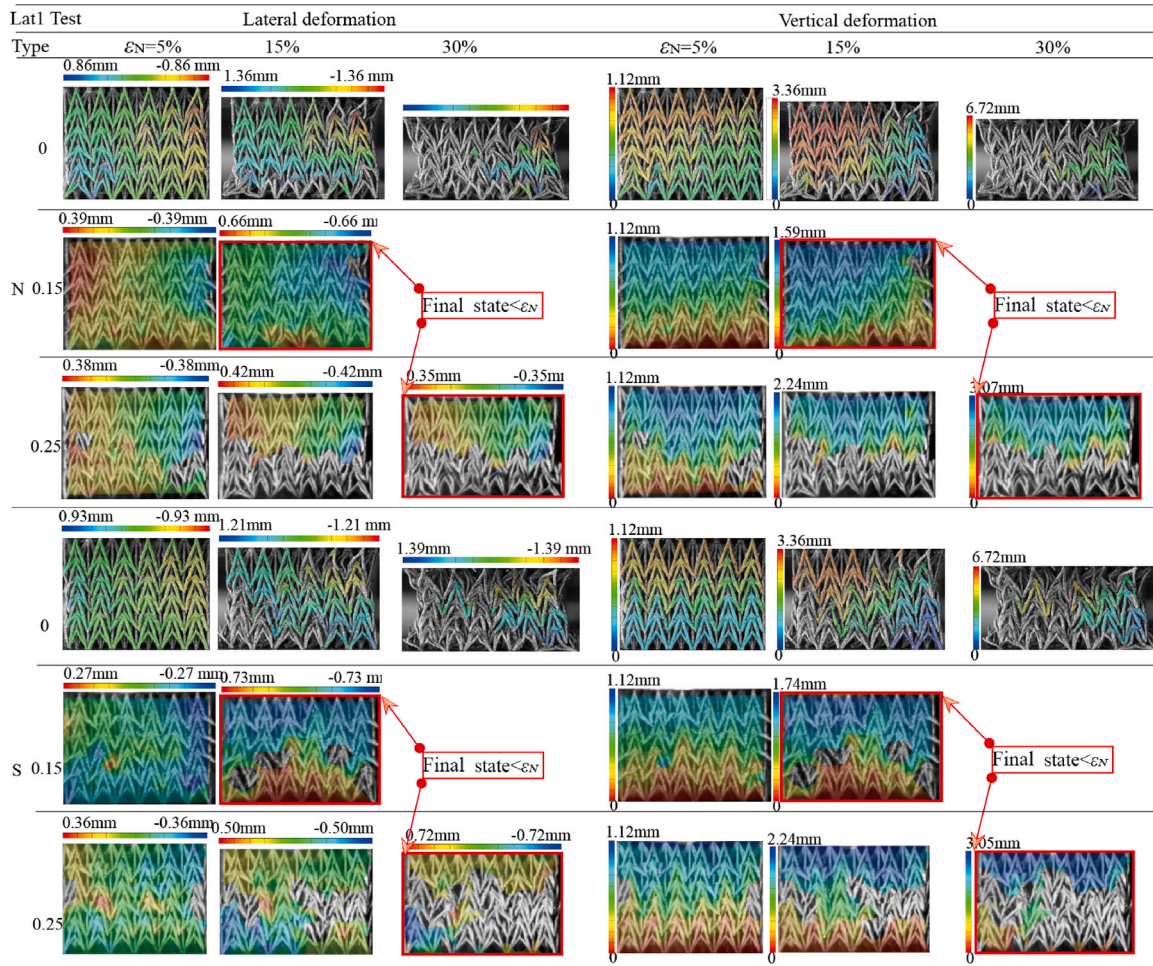 Lat1 Test Lateral deformation Vertical deformation
Type εN=5% 15% 30% εN=5% 15% 30%
0.86mm -0.86 mm 1.36mm -1.36 mm 1.12mm 3.36mm 6.72mm
0
0 0 0
0.39mm -0.39mm 0.66mm -0.66 m 1.12mm 1.59mm
N 0.15 Final state<εN Final state<εN
0 0
0.38mm -0.38mm 0.42mm -0.42mm 0.35mm -0.35m 1.12mm 2.24mm 3.07mm
0.25
0 0 0
0.93mm -0.93 mm 1.21mm -1.21 mm 1.39mm -1.39 mm 1.12mm 3.36mm 6.72mm
0
0 0 0
0.27mm -0.27 mm 0.73mm -0.73 mm 1.12mm 1.74mm
S 0.15 Final state<εN Final state<εN
0 0
0.36mm -0.36mm 0.50mm -0.50mm 0.72mm -0.72mm 1.12mm 2.24mm 3.05mm
0.25
0 0 0